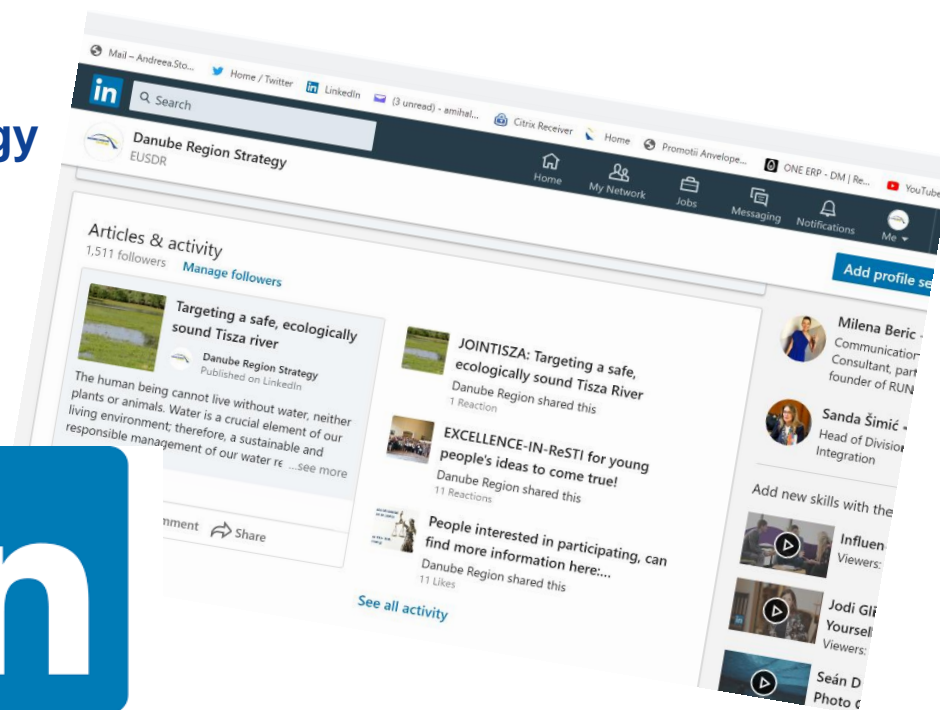 gy
Mail – Andreea.Sto... Home / Twitter LinkedIn (3 unread) - amihal... Citrix Receiver Home Promotii Anvelope... ONE ERP - DM | Re... YouTube
in Search
Home My Network Jobs Messaging Notifications Me
Danube Region Strategy
EUSDR
Add profile se
Articles & activity
1,511 followers Manage followers
Targeting a safe, ecologically
sound Tisza river
Danube Region Strategy
Published on LinkedIn
The human being cannot live without water, neither
plants or animals. Water is a crucial element of our
living environment; therefore, a sustainable and
responsible management of our water re ...see more
mment Share
JOINTISZA: Targeting a safe,
ecologically sound Tisza River
Danube Region shared this
1 Reaction
EXCELLENCE-IN-ReSTI for young
people's ideas to come true!
Danube Region shared this
11 Reactions
People interested in participating, can
find more information here:...
Danube Region shared this
11 Likes
See all activity
Milena Beric -
Communication
Consultant, part
founder of RUN
Sanda Šimić -
Head of Division
Integration
Add new skills with the
Influen
Viewers:
Jodi Gli
Yoursel
Viewers:
Seán D
Photo
n